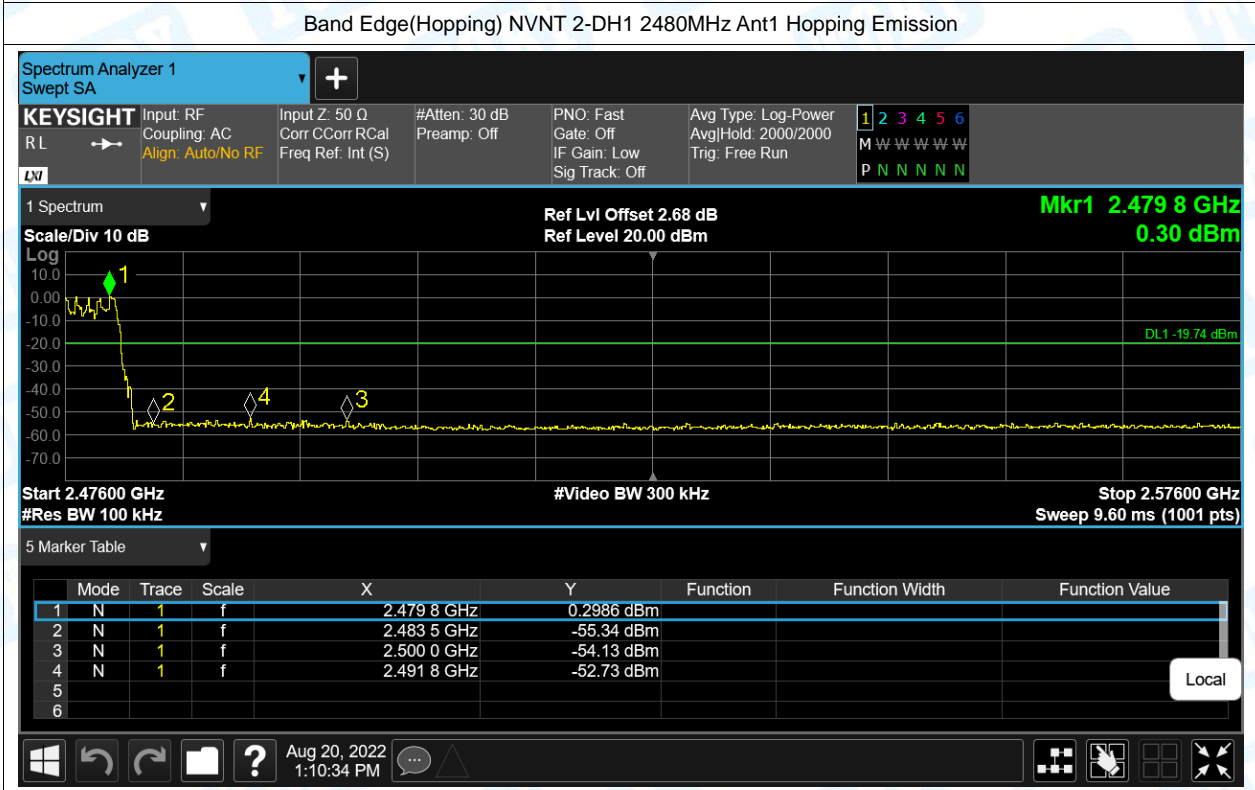 Band Edge(Hopping) NVNT 2-DH1 2480MHz Ant1 Hopping Emission
Spectrum Analyzer 1
Swept SA
KEYSIGHT
RL
LXI
Input: RF
Coupling: AC
Align: Auto/No RF
Input Z: 50 Ω
Corr CCorr RCal
Freq Ref: Int (S)
#Atten: 30 dB
Preamp: Off
PNO: Fast
Gate: Off
IF Gain: Low
Sig Track: Off
Avg Type: Log-Power
Avg|Hold: 2000/2000
Trig: Free Run
1 2 3 4 5 6
M W W W W W
P N N N N N
1 Spectrum
Scale/Div 10 dB
Ref Lvl Offset 2.68 dB
Ref Level 20.00 dBm
Mkr1 2.479 8 GHz
0.30 dBm
Log
10.0
0.00
-10.0
-20.0
-30.0
-40.0
-50.0
-60.0
-70.0
1
2
4
3
DL1 -19.74 dBm
Start 2.47600 GHz
#Video BW 300 kHz
Stop 2.57600 GHz
#Res BW 100 kHz
Sweep 9.60 ms (1001 pts)
5 Marker Table
Mode Trace Scale X Y Function Function Width Function Value
1 N 1 f 2.479 8 GHz 0.2986 dBm
2 N 1 f 2.483 5 GHz -55.34 dBm
3 N 1 f 2.500 0 GHz -54.13 dBm
4 N 1 f 2.491 8 GHz -52.73 dBm
5
6
Local
?
Aug 20, 2022
1:10:34 PM